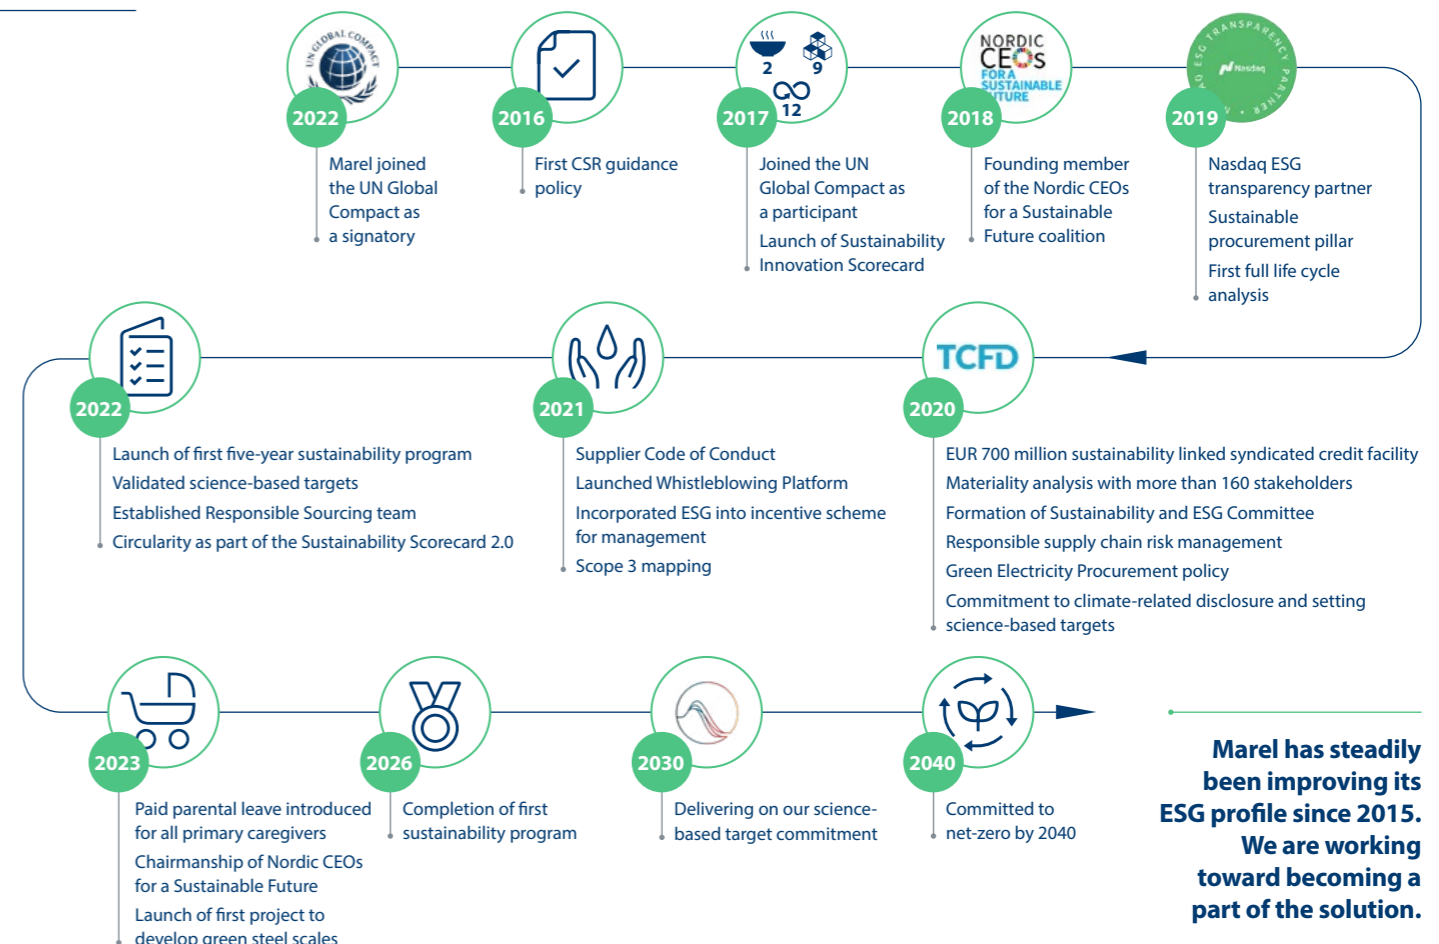 UN GLOBAL COMPACT
2022
Marel joined
the UN Global
Compact as
a signatory
2016
First CSR guidance
policy
2 9
12
2017
Joined the UN
Global Compact as
a participant
Launch of Sustainability
Innovation Scorecard
NORDIC
CEOs
FOR A
SUSTAINABLE
FUTURE
2018
Founding member
of the Nordic CEOs
for a Sustainable
Future coalition
ESG TRANSPARENCY PARTNER
Nasdaq
2019
Nasdaq ESG
transparency partner
Sustainable
procurement pillar
First full life cycle
analysis
TCFD
2020
EUR 700 million sustainability linked syndicated credit facility
Materiality analysis with more than 160 stakeholders
Formation of Sustainability and ESG Committee
Responsible supply chain risk management
Green Electricity Procurement policy
Commitment to climate-related disclosure and setting
science-based targets
2021
Supplier Code of Conduct
Launched Whistleblowing Platform
Incorporated ESG into incentive scheme
for management
Scope 3 mapping
2022
Launch of first five-year sustainability program
Validated science-based targets
Established Responsible Sourcing team
Circularity as part of the Sustainability Scorecard 2.0
2023
Paid parental leave introduced
for all primary caregivers
Chairmanship of Nordic CEOs
for a Sustainable Future
Launch of first project to
develop green steel scales
2026
Completion of first
sustainability program
2030
Delivering on our science-
based target commitment
2040
Committed to
net-zero by 2040
Marel has steadily
been improving its
ESG profile since 2015.
We are working
toward becoming a
part of the solution.